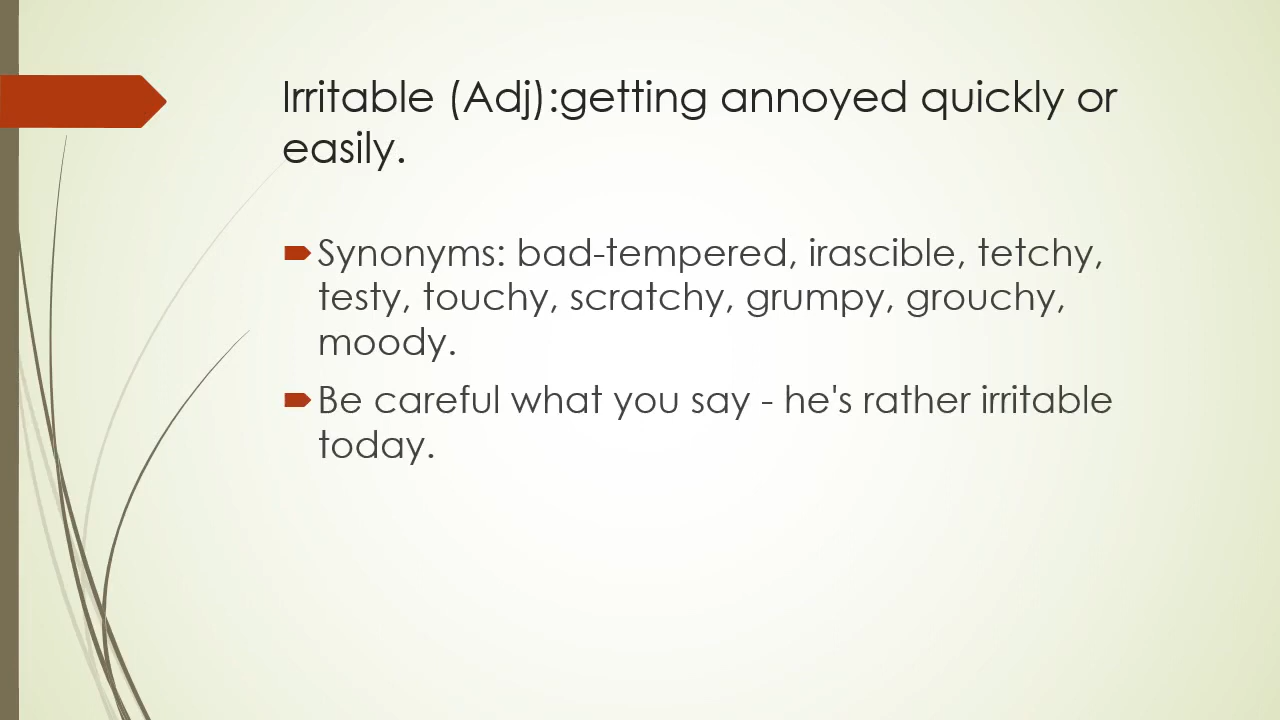 Irritable (Adj):getting annoyed quickly or
easily.
Synonyms: bad-tempered, irascible, tetchy,
testy, touchy, scratchy, grumpy, grouchy,
moody.
Be careful what you say - he's rather irritable
today.